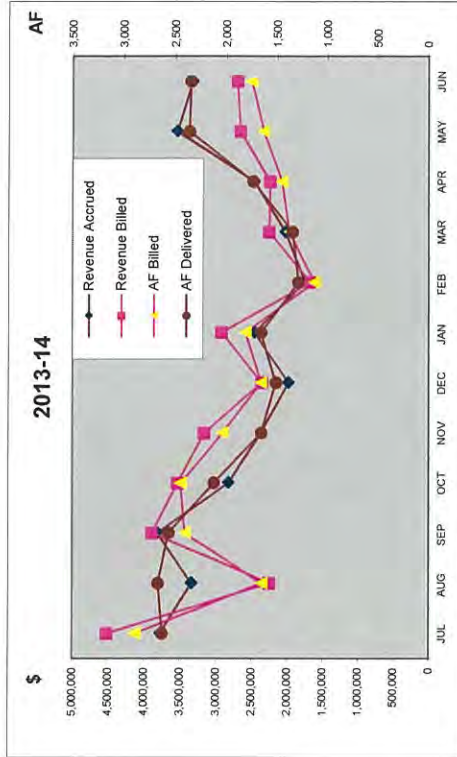 2013-14
$
AF
5,000,000
4,500,000
4,000,000
3,500,000
3,000,000
2,500,000
2,000,000
1,500,000
1,000,000
500,000
0
3,500
3,000
2,500
2,000
1,500
1,000
500
0
Revenue Accrued
Revenue Billed
AF Billed
AF Delivered
JUL
AUG
SEP
OCT
NOV
DEC
JAN
FEB
MAR
APR
MAY
JUN